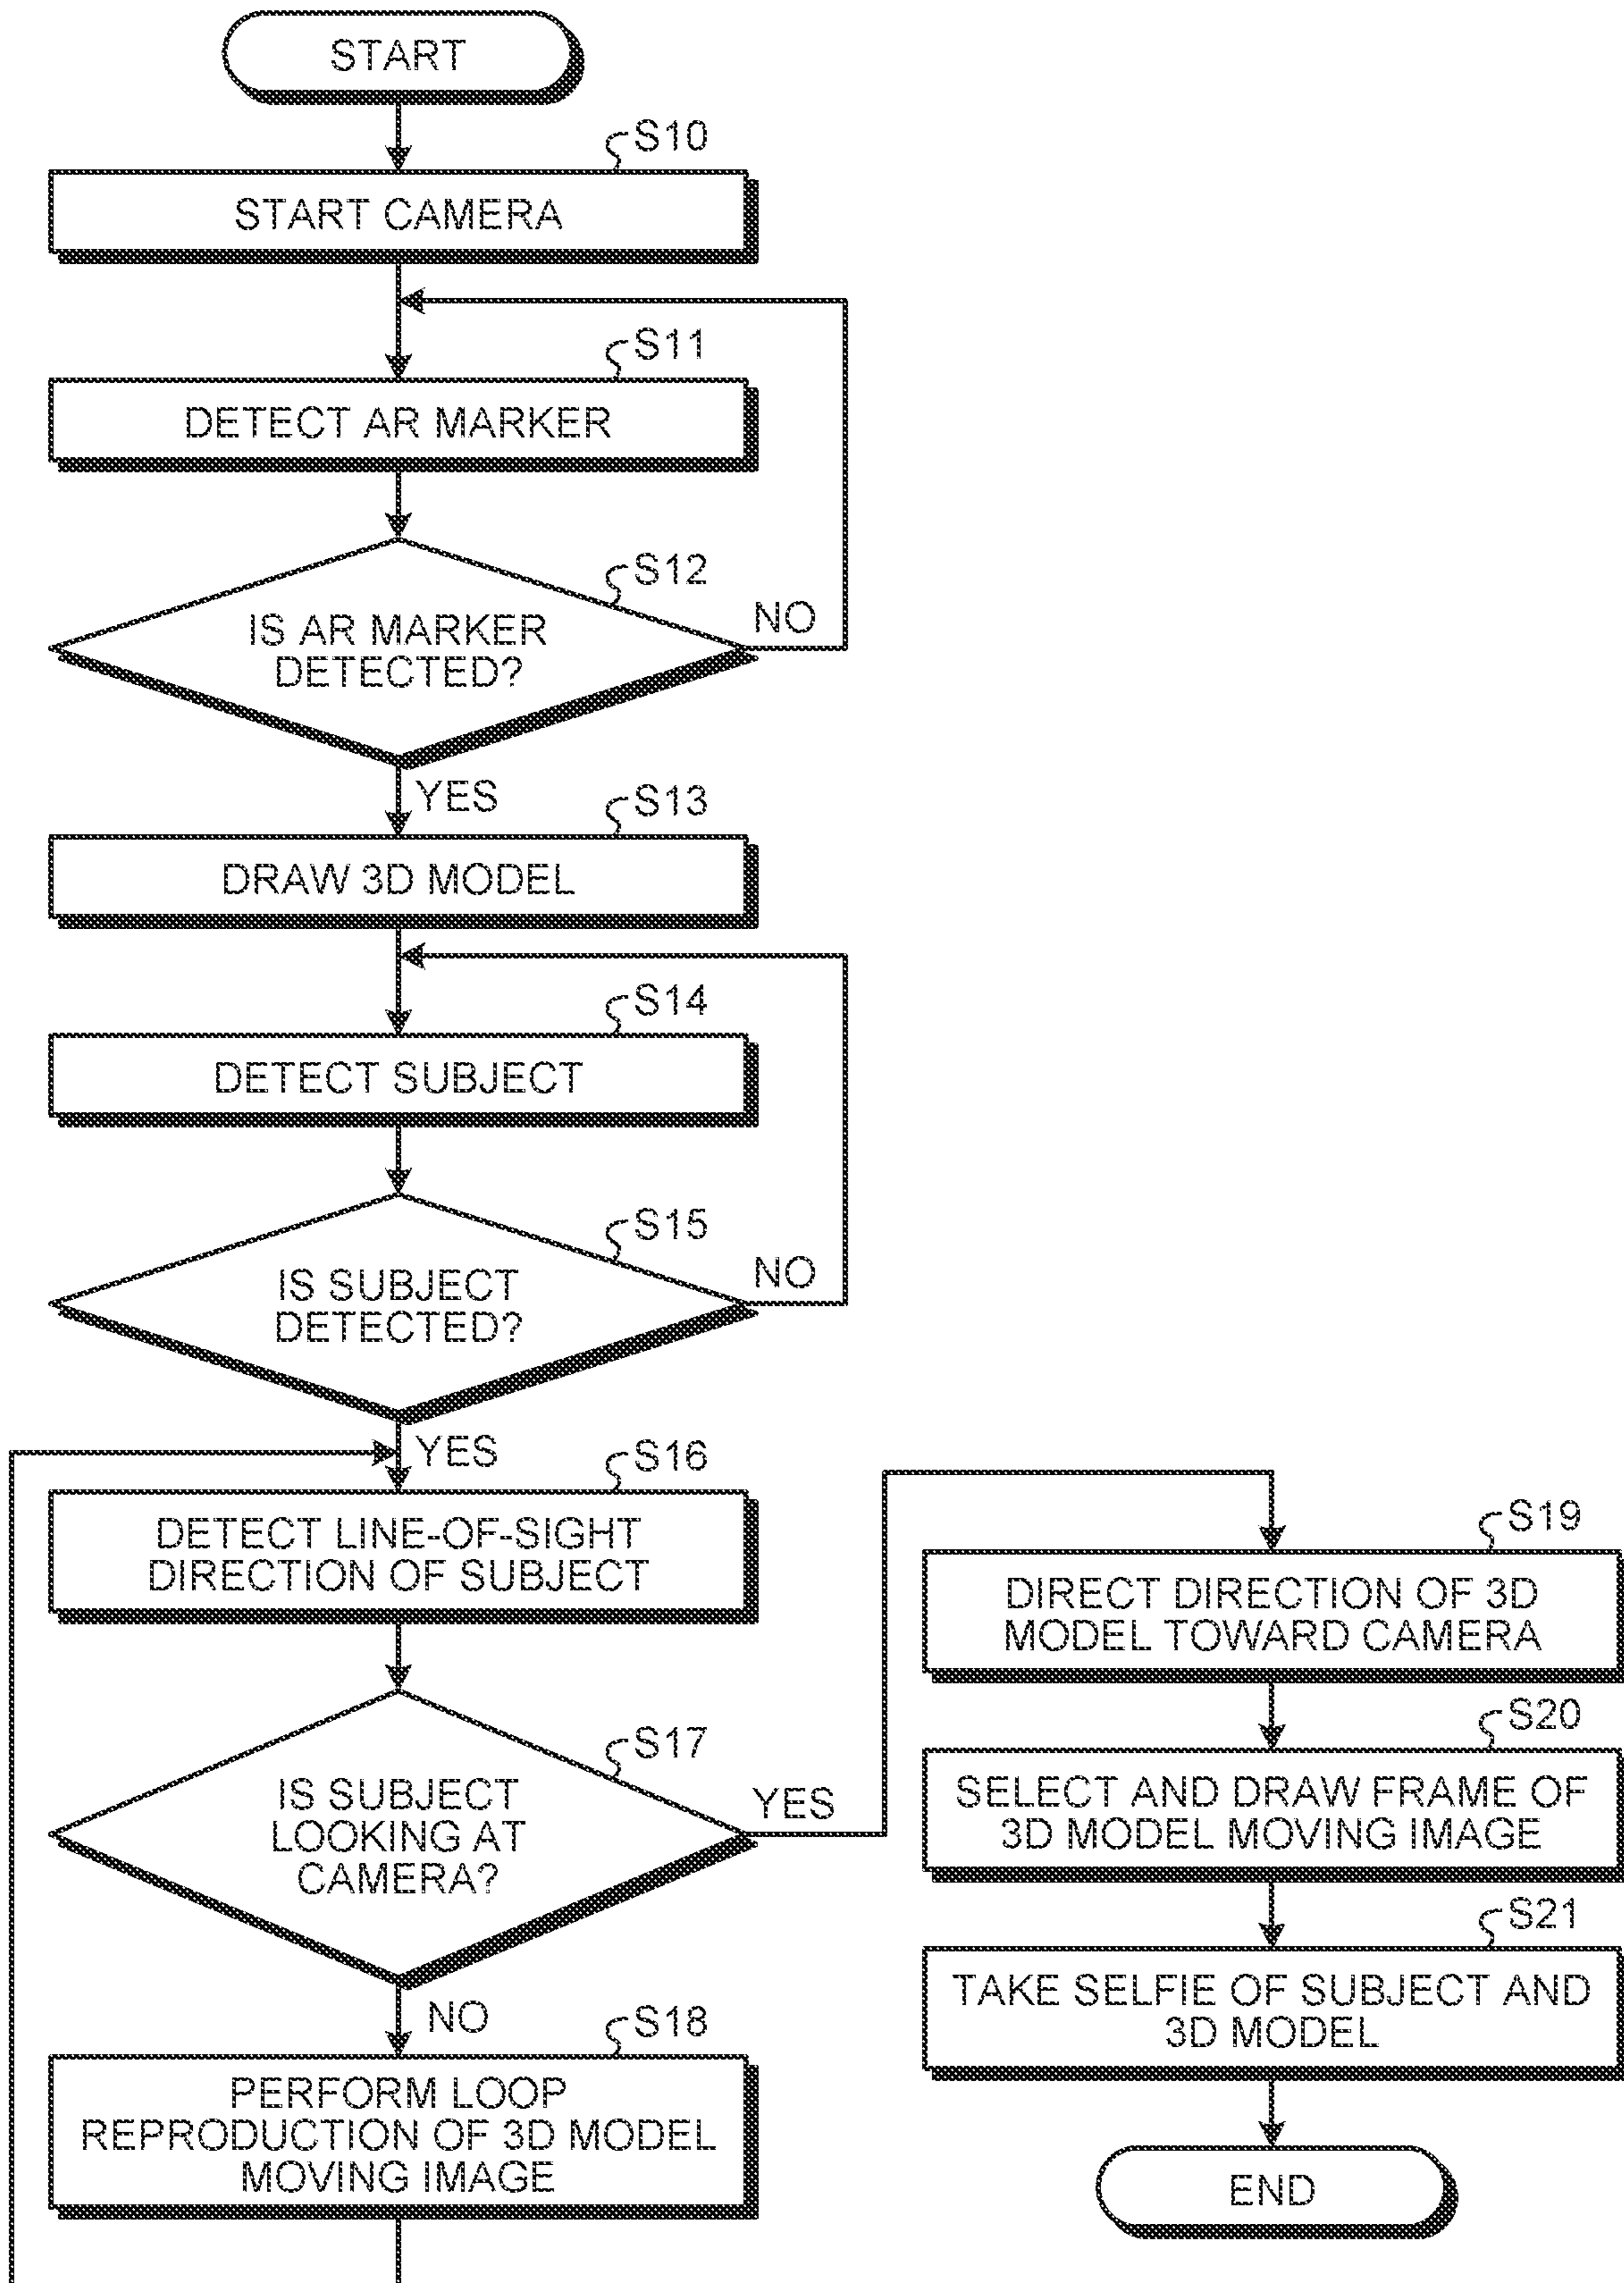 START
S10
START CAMERA
S11
DETECT AR MARKER
S12
IS AR MARKER
DETECTED?
NO
YES
S13
DRAW 3D MODEL
S14
DETECT SUBJECT
S15
IS SUBJECT
DETECTED?
NO
YES
S16
DETECT LINE-OF-SIGHT
DIRECTION OF SUBJECT
S17
IS SUBJECT
LOOKING AT
CAMERA?
YES
NO
S18
PERFORM LOOP
REPRODUCTION OF 3D MODEL
MOVING IMAGE
S19
DIRECT DIRECTION OF 3D
MODEL TOWARD CAMERA
S20
SELECT AND DRAW FRAME OF
3D MODEL MOVING IMAGE
S21
TAKE SELFIE OF SUBJECT AND
3D MODEL
END